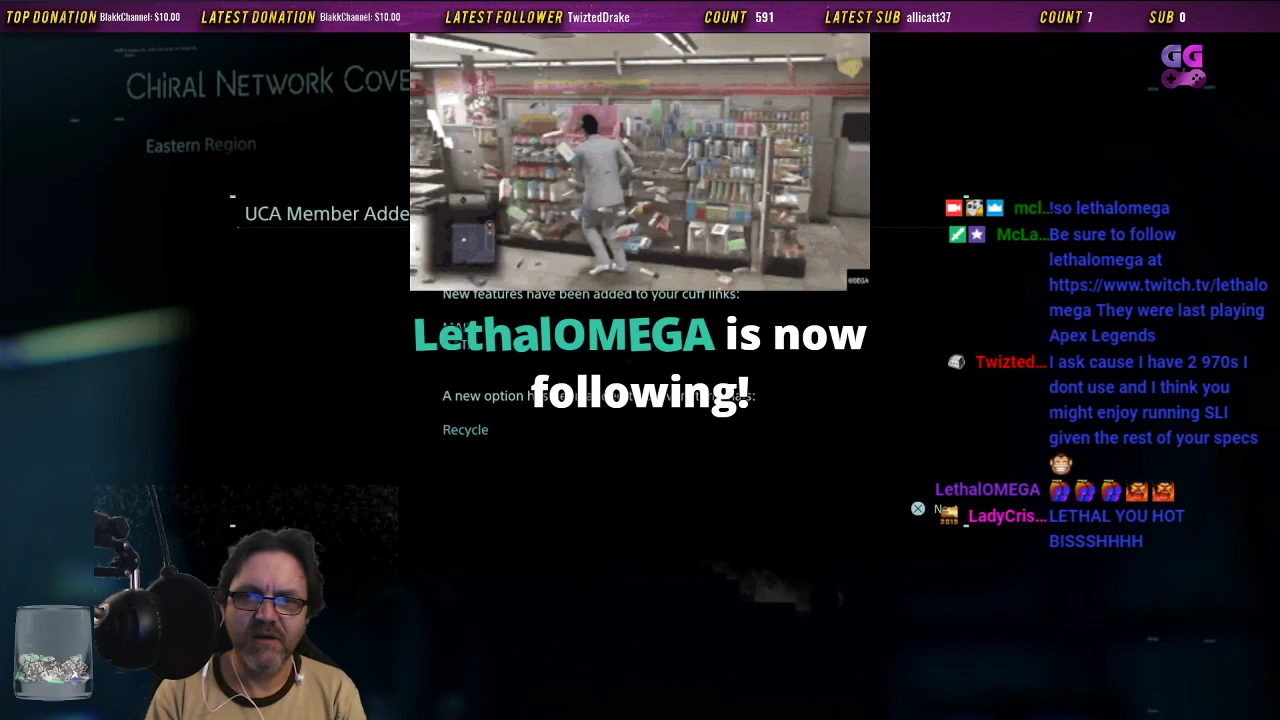 TOP DONATION BlakkChannel: $10.00 LATEST DONATION BlakkChannel: $10.00 LATEST FOLLOWER TwiztedDrake COUNT 591 LATEST SUB allicatt37 COUNT 7 SUB 0
GG
Chiral Network Cove
Eastern Region
UCA Member Adde
@SEGA
New features have been added to your cuff links:
LethalOMEGA is now
following!
A new option
Recycle
mcl..!so lethalomega
McLa...Be sure to follow
lethalomega at
https://www.twitch.tv/lethalo
mega They were last playing
Apex Legends
Twizted...I ask cause I have 2 970s I
dont use and I think you
might enjoy running SLI
given the rest of your specs
LethalOMEGA
2019 LadyCris...LETHAL YOU HOT
BISSSHHHH